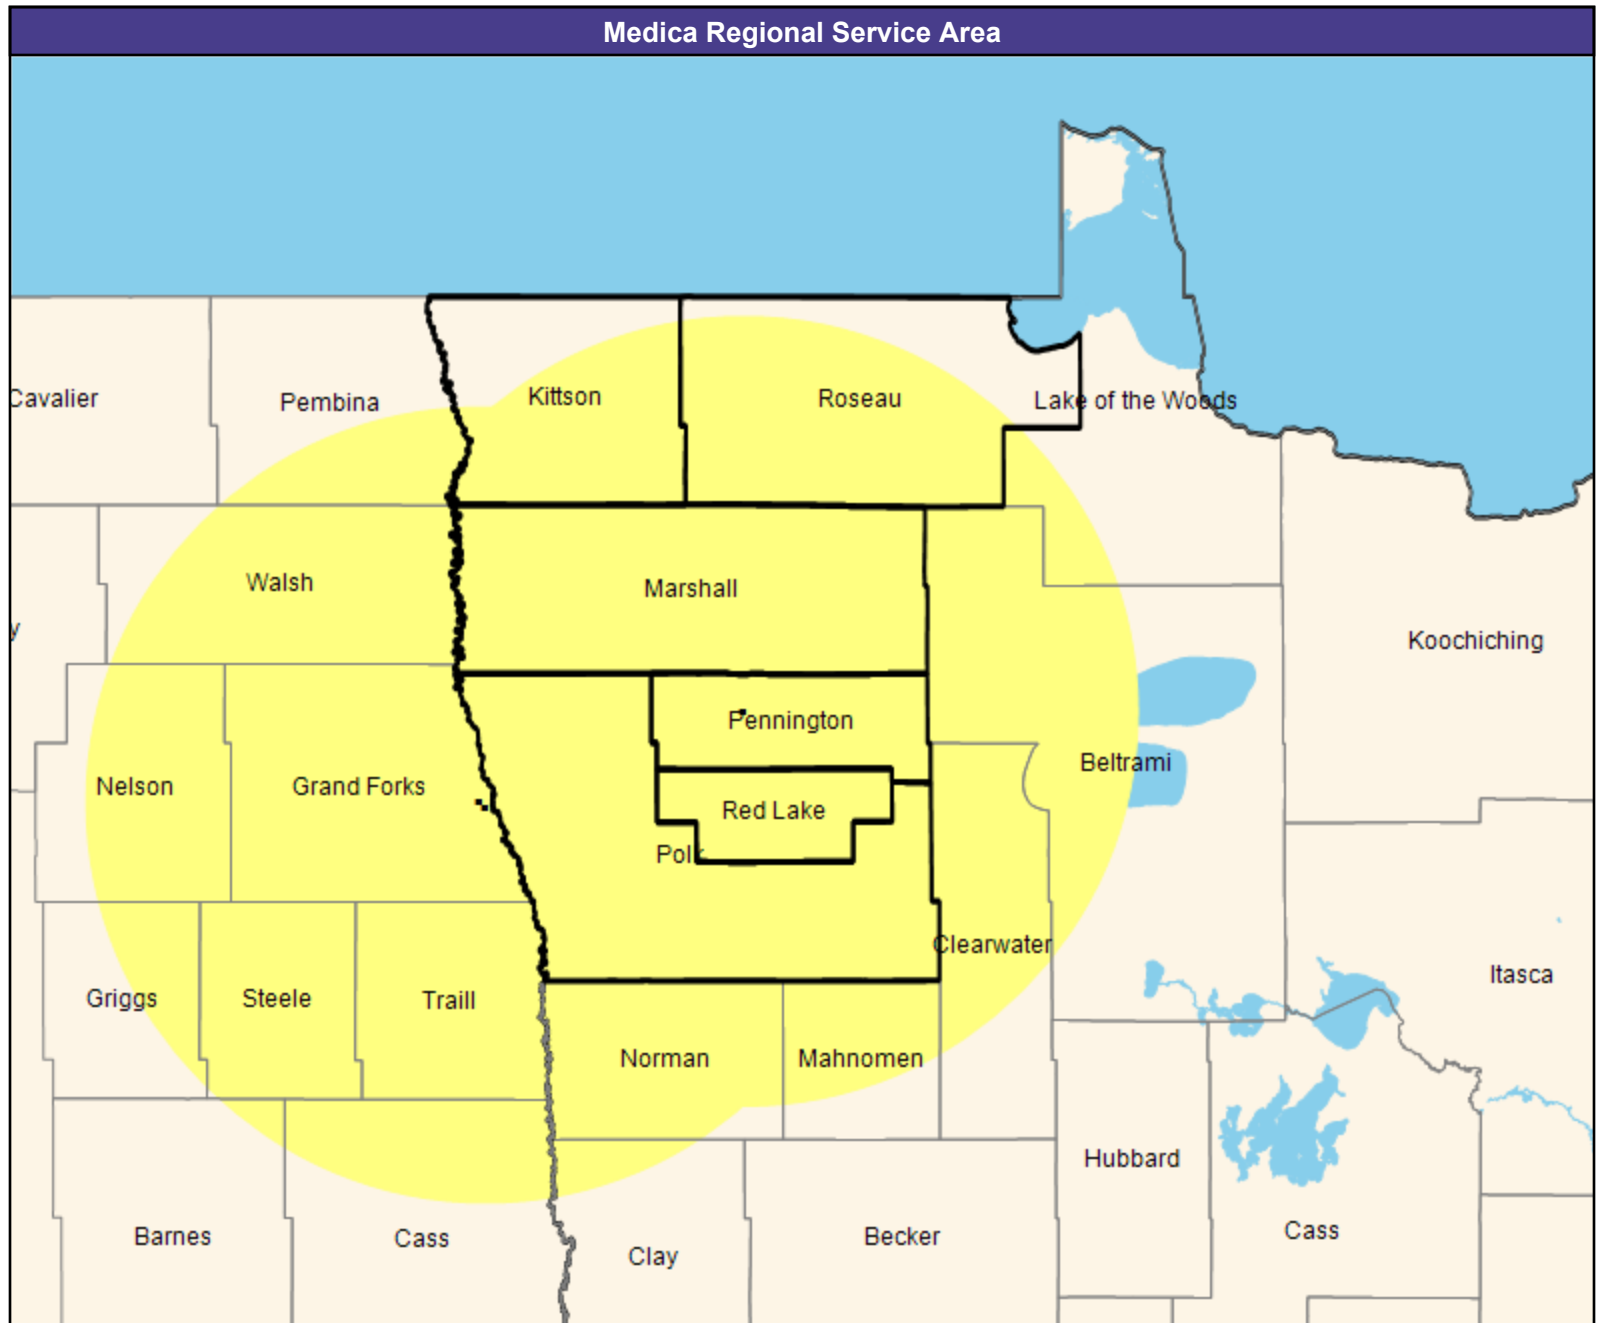 Medica Regional Service Area
Cavalier
Pembina
Kittson
Roseau
Lake of the Woods
Walsh
Marshall
y
Koochiching
Pennington
Nelson
Grand Forks
Red Lake
Beltrami
Polk
Clearwater
Griggs
Steele
Traill
Itasca
Norman
Mahnomen
Hubbard
Barnes
Cass
Clay
Becker
Cass